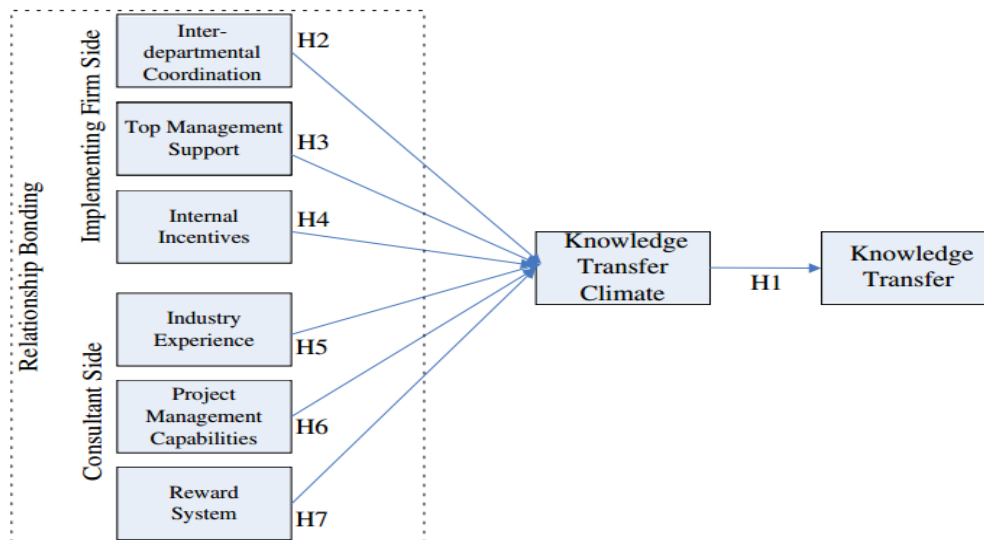 Relationship Bonding
Implementing Firm Side
Inter-
departmental
Coordination
H2
Top Management
Support
H3
Internal
Incentives
H4
Consultant Side
Industry
Experience
H5
Project
Management
Capabilities
H6
Reward
System
H7
Knowledge
Transfer
Climate
H1
Knowledge
Transfer